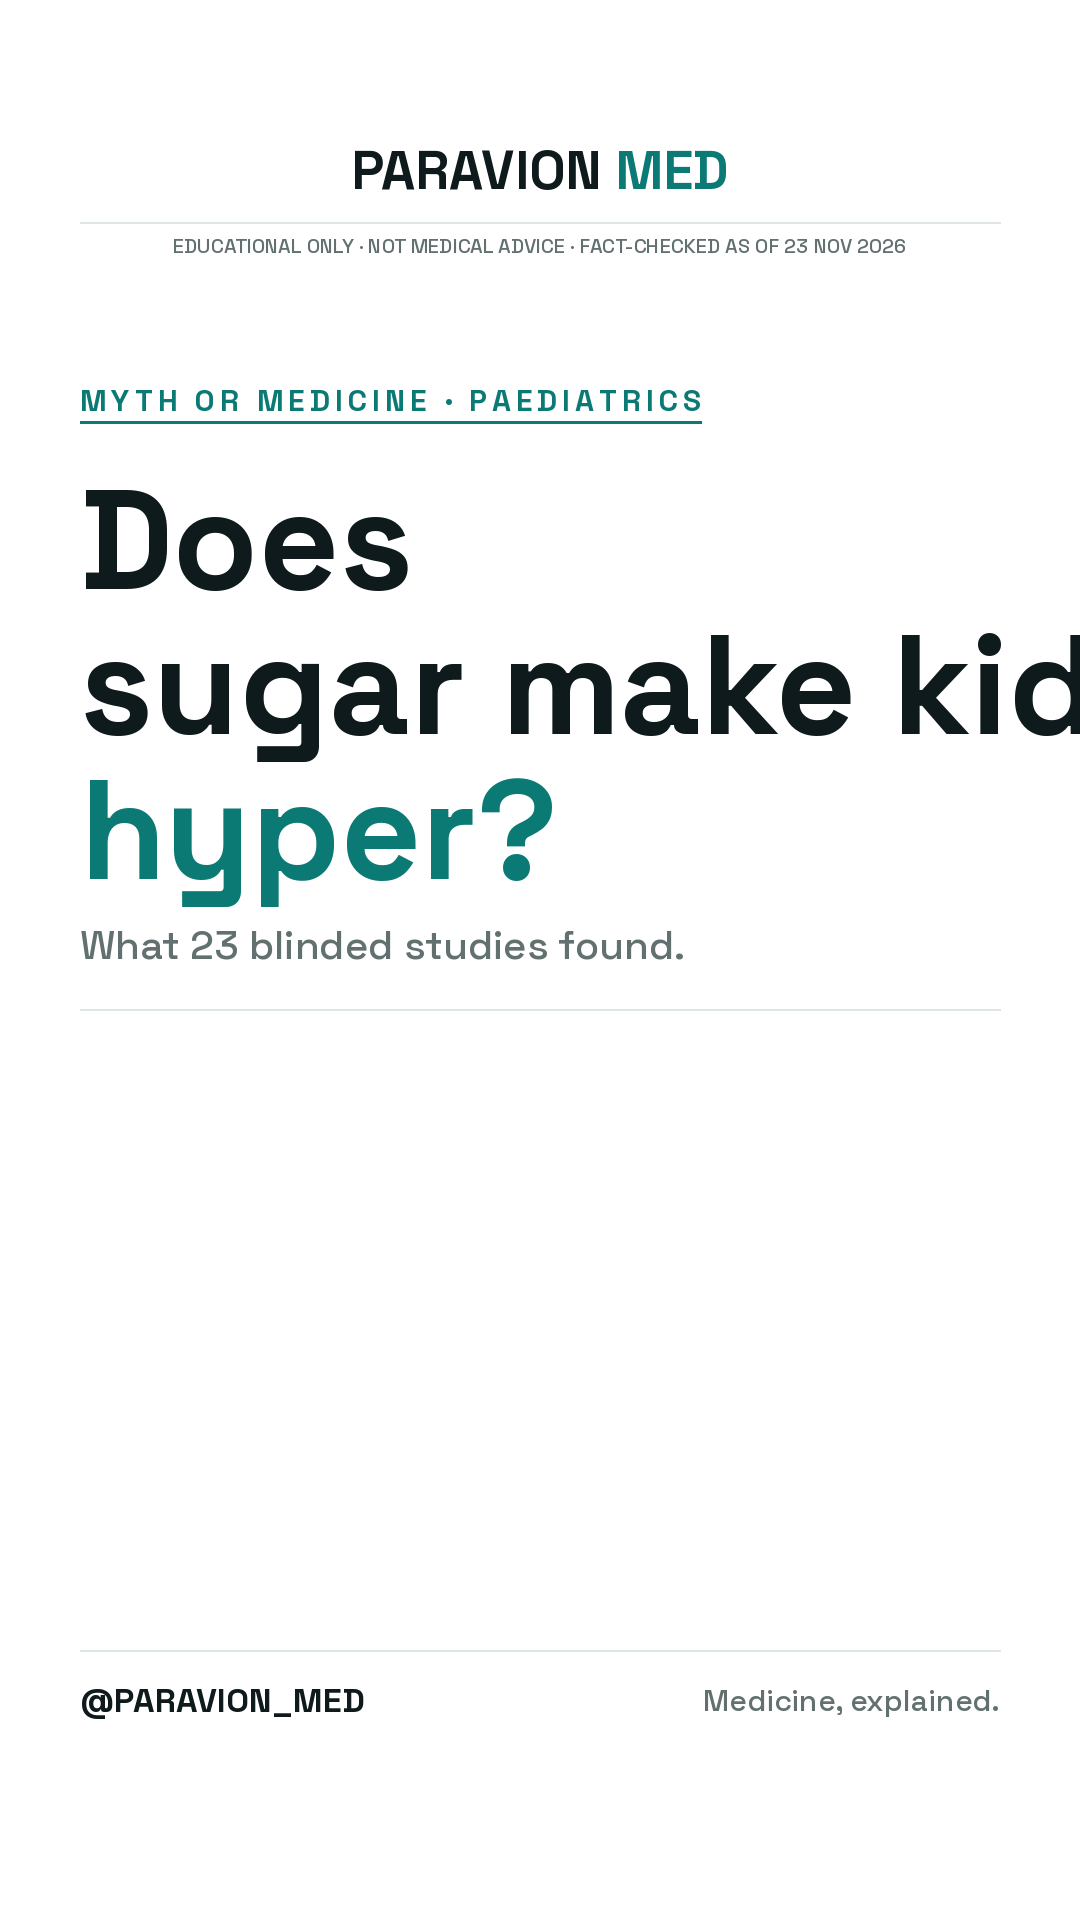 PARAVION MED
EDUCATIONAL ONLY · NOT MEDICAL ADVICE · FACT-CHECKED AS OF 23 NOV 2026
MYTH OR MEDICINE · PAEDIATRICS
Does
sugar make kid
hyper?
What 23 blinded studies found.
@PARAVION_MED
Medicine, explained.